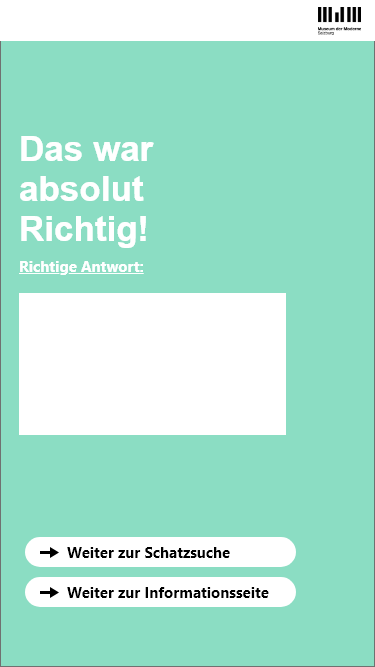 Museum der Moderne
Salzburg
Das war
absolut
Richtig!
Richtige Antwort:
Weiter zur Schatzsuche
Weiter zur Informationsseite